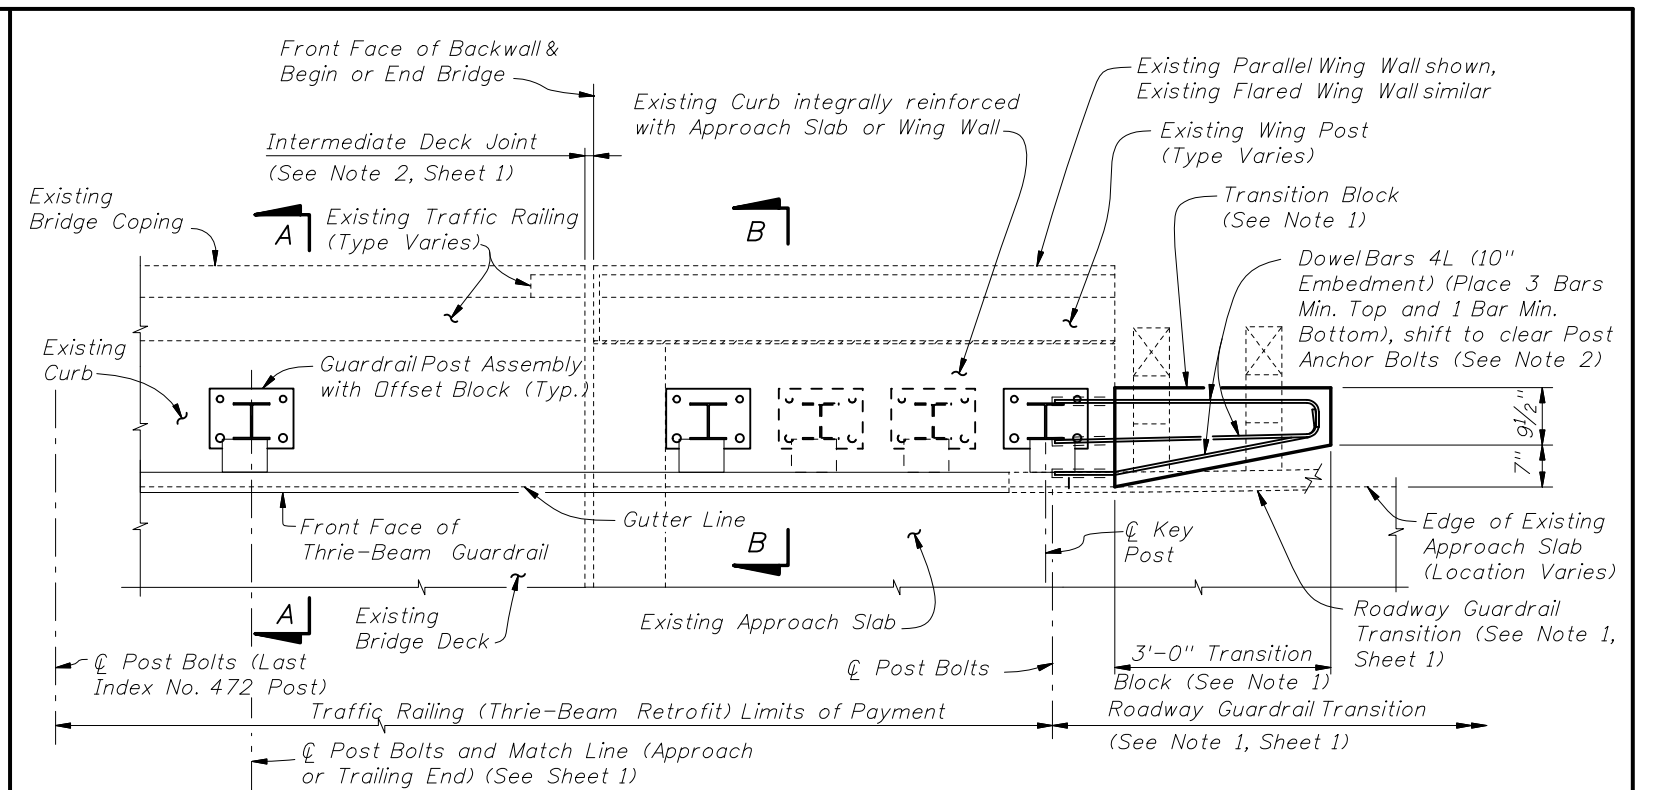 Front Face of Backwall &
Begin or End Bridge
Existing Parallel Wing Wall shown,
Existing Flared Wing Wall similar
Existing Curb integrally reinforced
with Approach Slab or Wing Wall
Existing Wing Post
(Type Varies)
Intermediate Deck Joint
(See Note 2, Sheet 1)
Existing
Bridge Coping
A
Existing Traffic Railing
(Type Varies)
B
Transition Block
(See Note 1)
Dowel Bars 4L (10"
Embedment) (Place 3 Bars
Min. Top and 1 Bar Min.
Bottom), shift to clear Post
Anchor Bolts (See Note 2)
Existing
Curb
Guardrail Post Assembly
with Offset Block (Typ.)
9½"
7"
Front Face of
Thrie-Beam Guardrail
Gutter Line
B
℄ Key
Post
Edge of Existing
Approach Slab
(Location Varies)
A
Existing
Bridge Deck
Existing Approach Slab
Roadway Guardrail
Transition (See Note 1,
Sheet 1)
℄ Post Bolts (Last
Index No. 472 Post)
℄ Post Bolts
3'-0" Transition
Block (See Note 1)
Traffic Railing (Thrie-Beam Retrofit) Limits of Payment
Roadway Guardrail Transition
(See Note 1, Sheet 1)
℄ Post Bolts and Match Line (Approach
or Trailing End) (See Sheet 1)